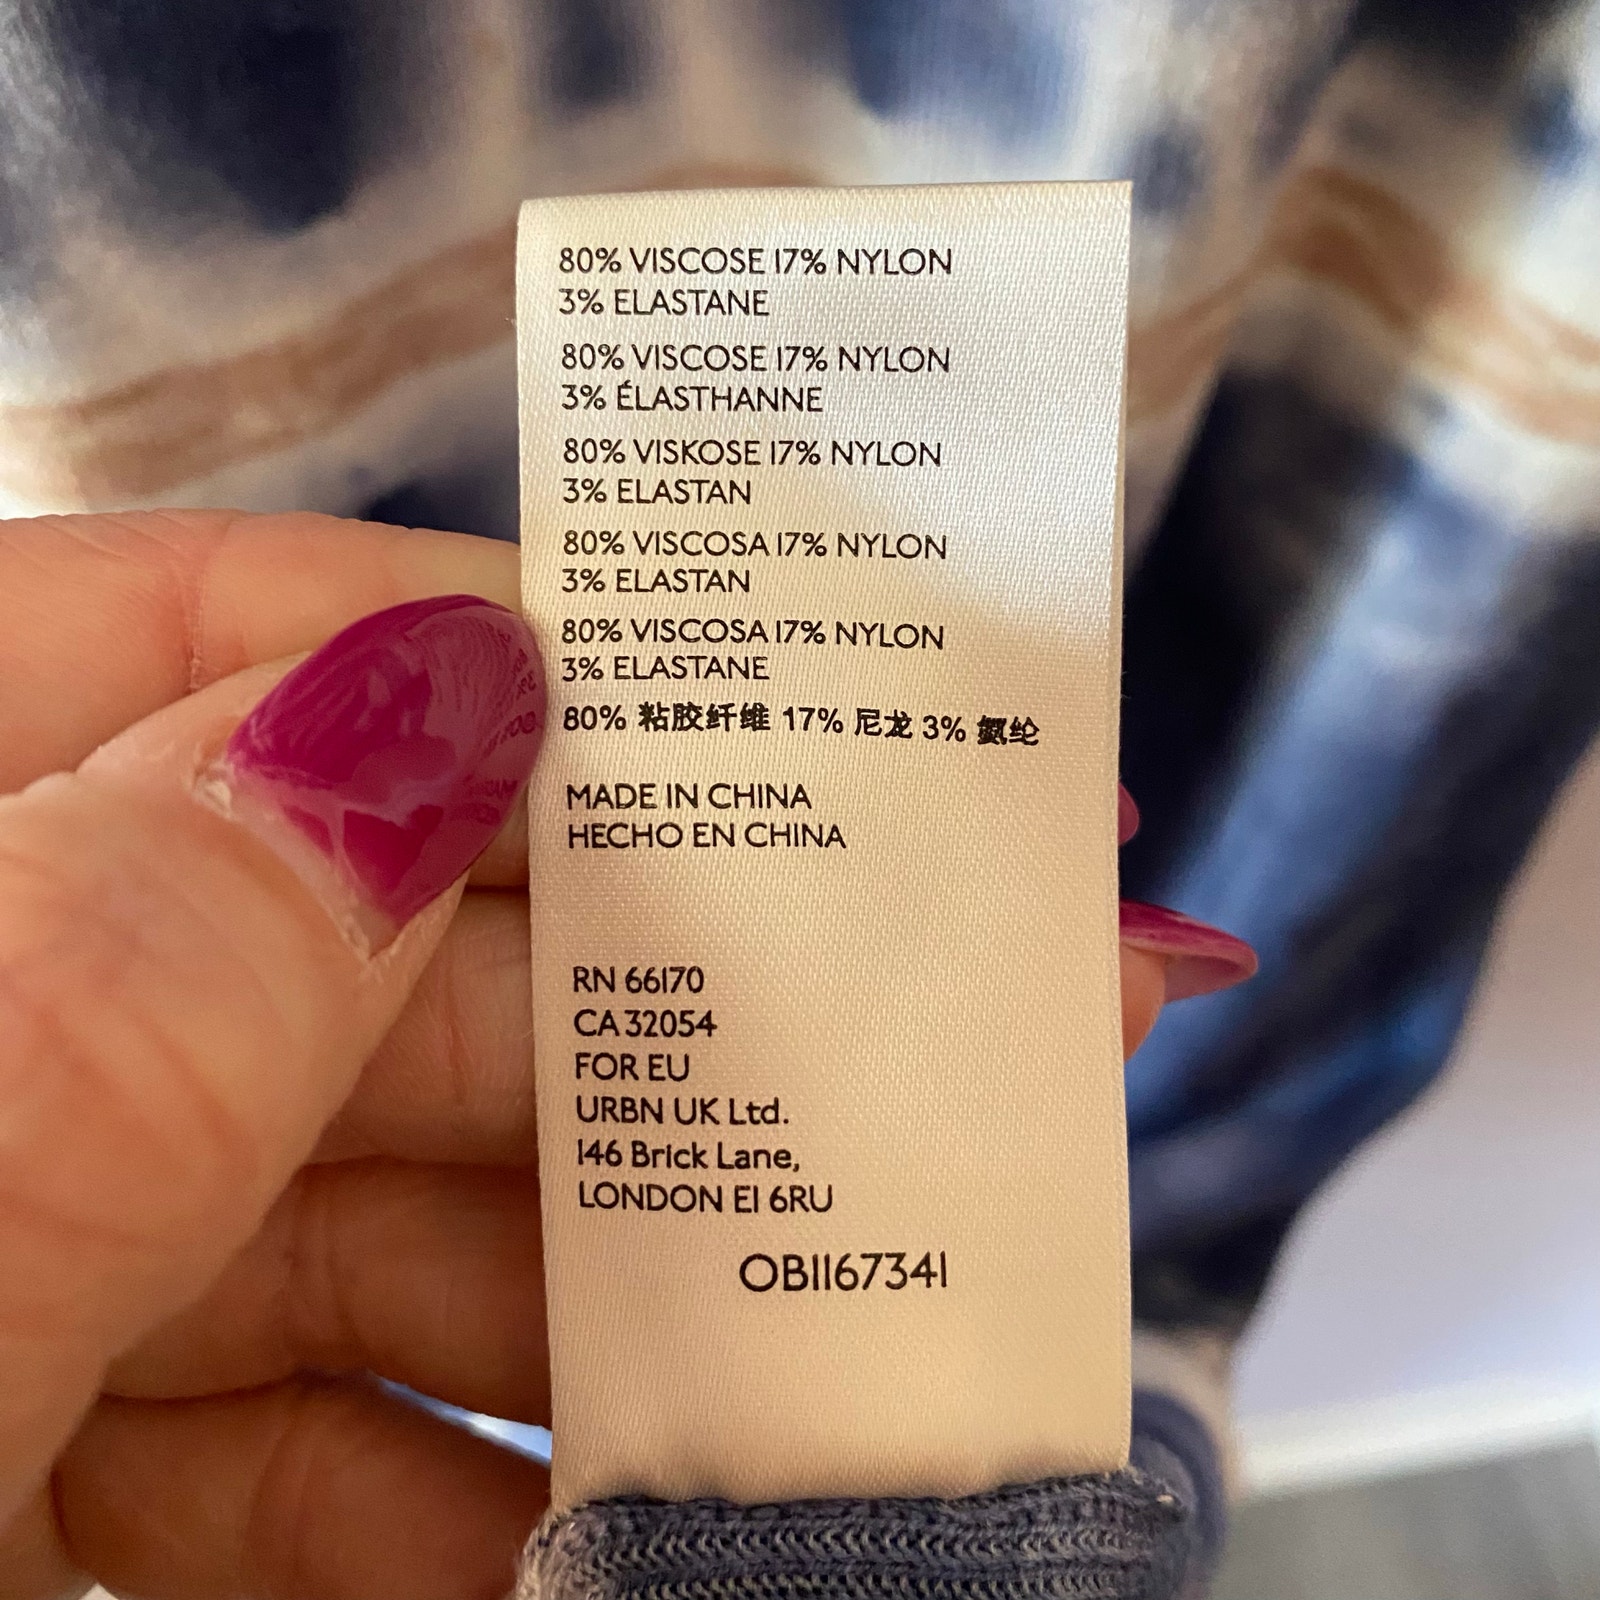 80% VISCOSE 17% NYLON
3% ELASTANE
80% VISCOSE 17% NYLON
3% ÉLASTHANNE
80% VISKOSE 17% NYLON
3% ELASTAN
80% VISCOSA 17% NYLON
3% ELASTAN
80% VISCOSA 17% NYLON
3% ELASTANE
80% 粘胶纤维 17% 尼龙 3% 氨纶
MADE IN CHINA
HECHO EN CHINA
RN 66170
CA 32054
FOR EU
URBN UK Ltd.
146 Brick Lane,
LONDON E1 6RU
OB1167341